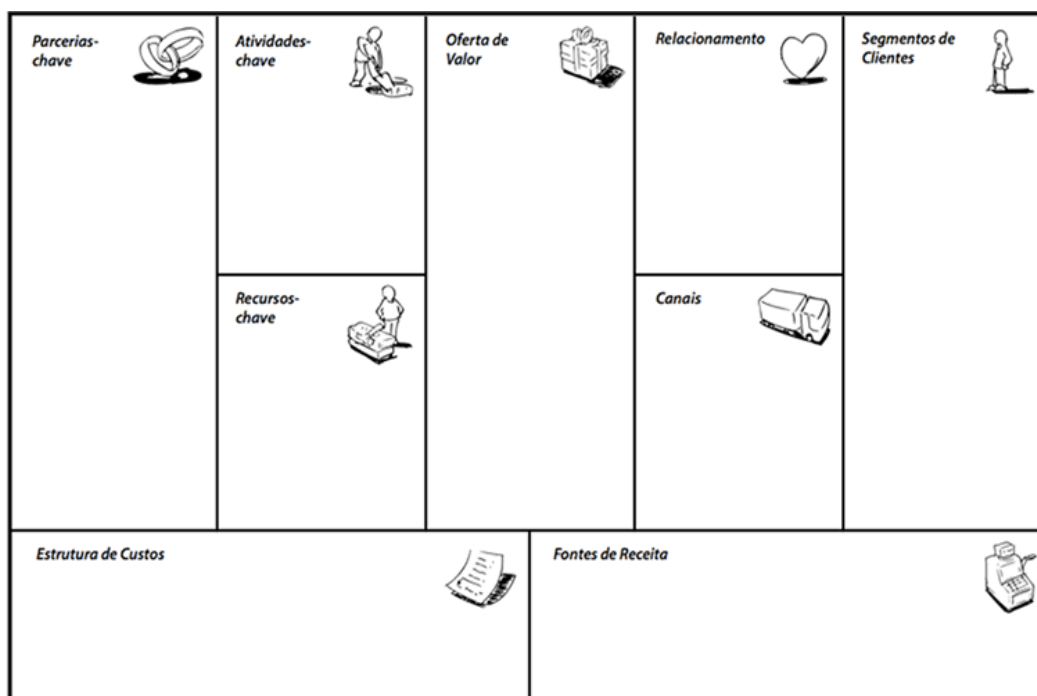 Parcerias-
chave
Atividades-
chave
Oferta de
Valor
Relacionamento
Segmentos de
Clientes
Recursos-
chave
Canais
Estrutura de Custos
Fontes de Receita